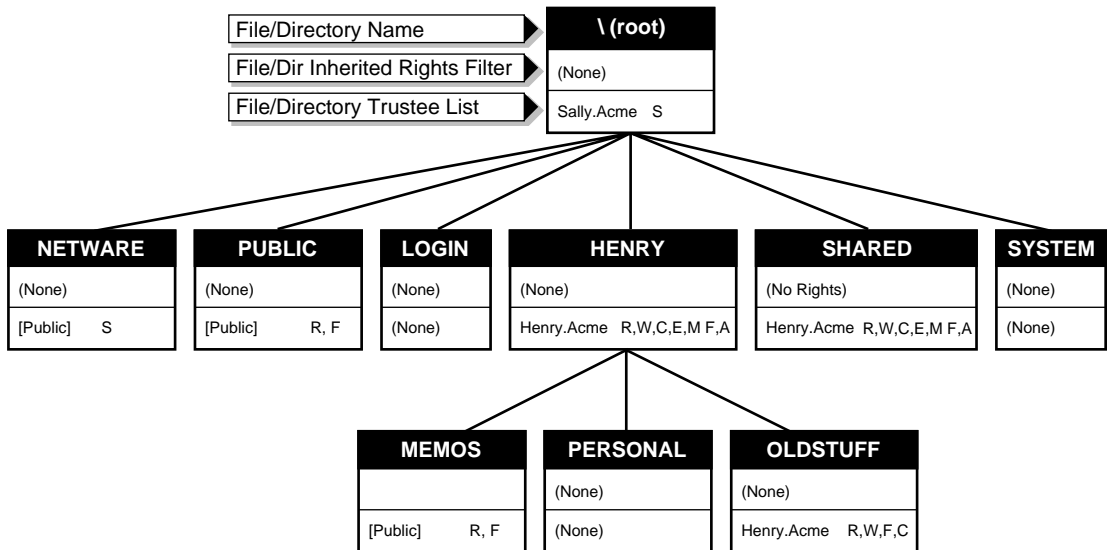 File/Directory Name
\ (root)
File/Dir Inherited Rights Filter
(None)
File/Directory Trustee List
Sally.Acme S
NETWARE
PUBLIC
LOGIN
HENRY
SHARED
SYSTEM
(None)
(None)
(None)
(None)
(No Rights)
(None)
[Public] S
[Public] R, F
(None)
Henry.Acme R,W,C,E,M F,A
Henry.Acme R,W,C,E,M F,A
(None)
MEMOS
PERSONAL
OLDSTUFF
(None)
(None)
[Public] R, F
(None)
Henry.Acme R,W,F,C